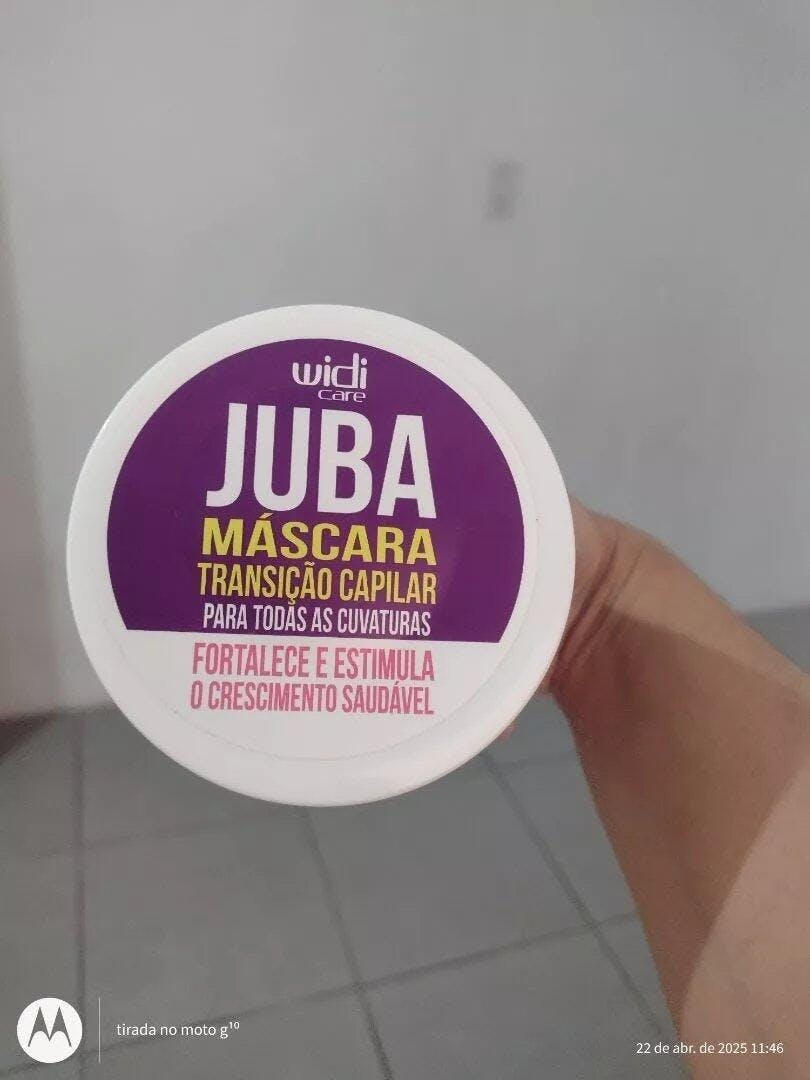 widi
care
JUBA
MÁSCARA
TRANSIÇÃO CAPILAR
PARA TODAS AS CUVATURAS
FORTALECE E ESTIMULA
O CRESCIMENTO SAUDÁVEL
tirada no moto g¹⁰
22 de abr. de 2025 11:46